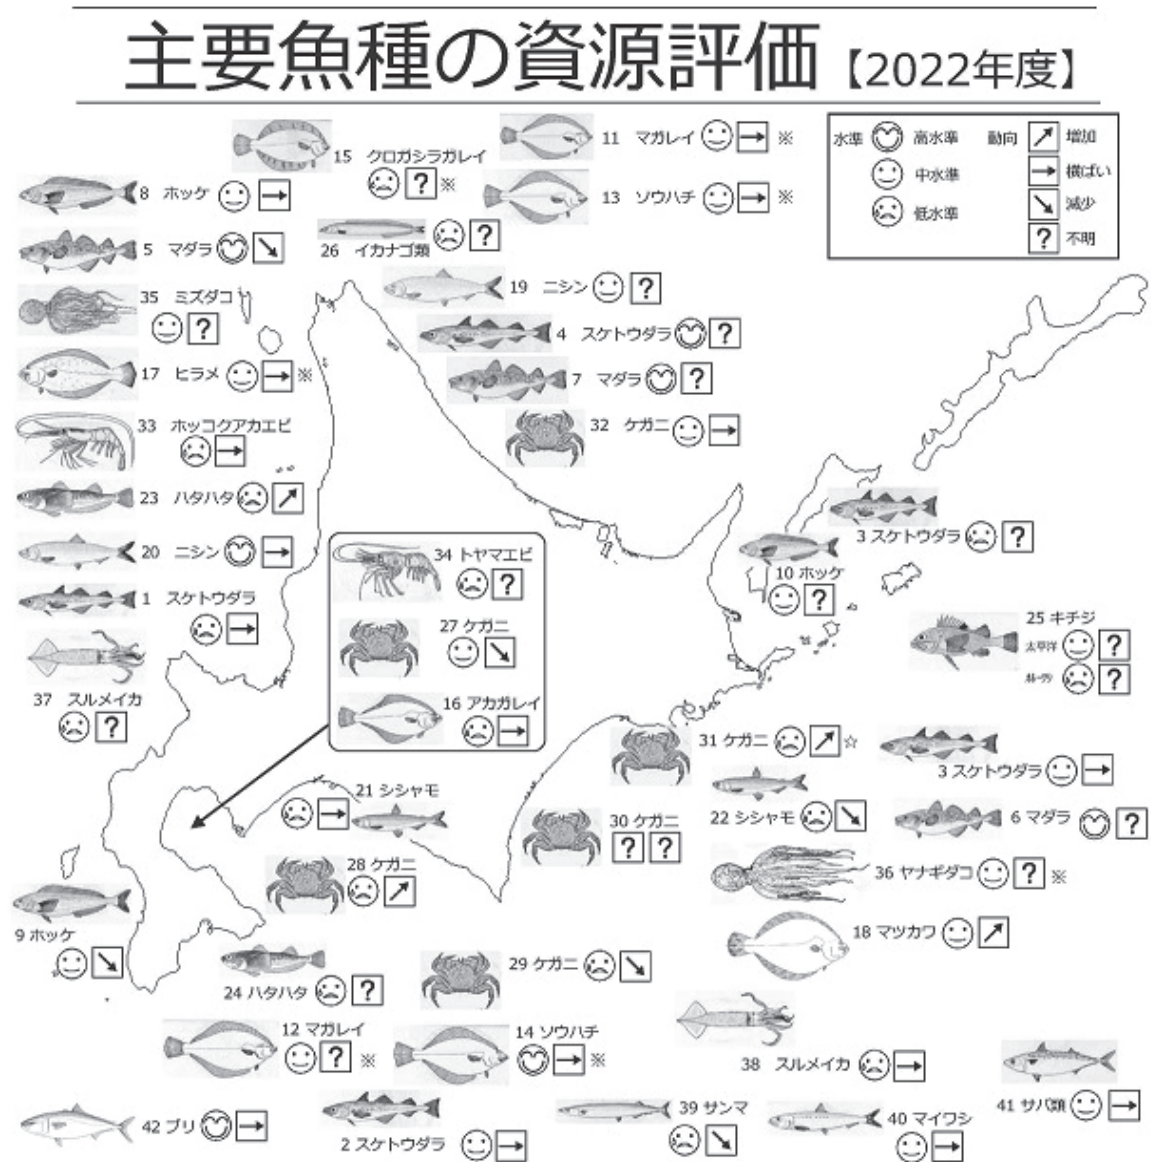 主要魚種の資源評価【2022年度】
水準 高水準 動向 増加
中水準 横ばい
低水準 減少
? 不明
15 クロガシラガレイ
? ※
11 マガレイ → ※
8 ホッケ →
13 ソウハチ → ※
26 イカナゴ類 ?
5 マダラ ↘
35 ミズダコ
?
19 ニシン ?
4 スケトウダラ ?
17 ヒラメ → ※
7 マダラ ?
33 ホッコクアカエビ
→
32 ケガニ →
23 ハタハタ ↗
20 ニシン →
1 スケトウダラ
→
37 スルメイカ
?
34 トヤマエビ
?
27 ケガニ
↘
16 アカガレイ
→
3 スケトウダラ ?
10 ホッケ
?
25 キチジ
太平洋 ?
?
31 ケガニ ↗ ☆
3 スケトウダラ →
21 シシャモ
→
22 シシャモ ↘
30 ケガニ
? ?
6 マダラ ?
28 ケガニ
↗
36 ヤナギダコ ? ※
9 ホッケ
↘
18 マツカワ ↗
24 ハタハタ ?
29 ケガニ ↘
12 マガレイ
? ※
14 ソウハチ
→ ※
38 スルメイカ →
41 サバ類 →
42 ブリ →
2 スケトウダラ →
39 サンマ
↘
40 マイワシ
→